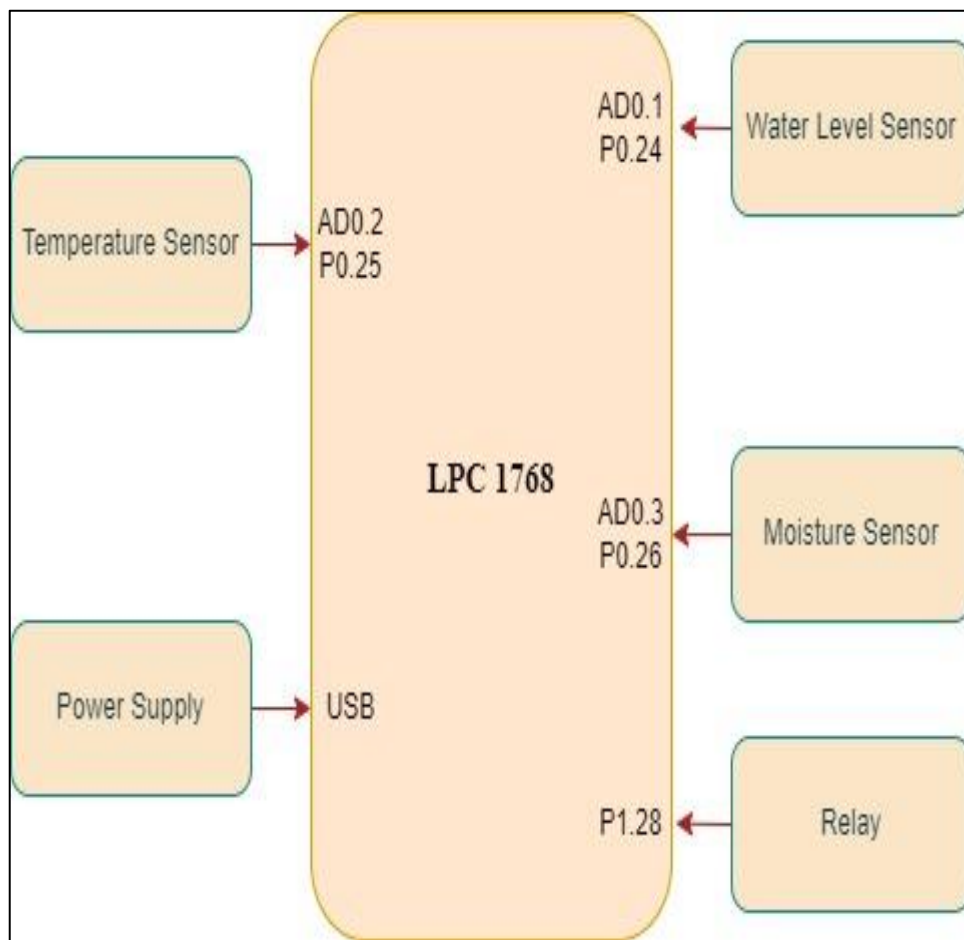 AD0.1
P0.24
Water Level Sensor
Temperature Sensor
AD0.2
P0.25
LPC 1768
AD0.3
P0.26
Moisture Sensor
Power Supply
USB
P1.28
Relay